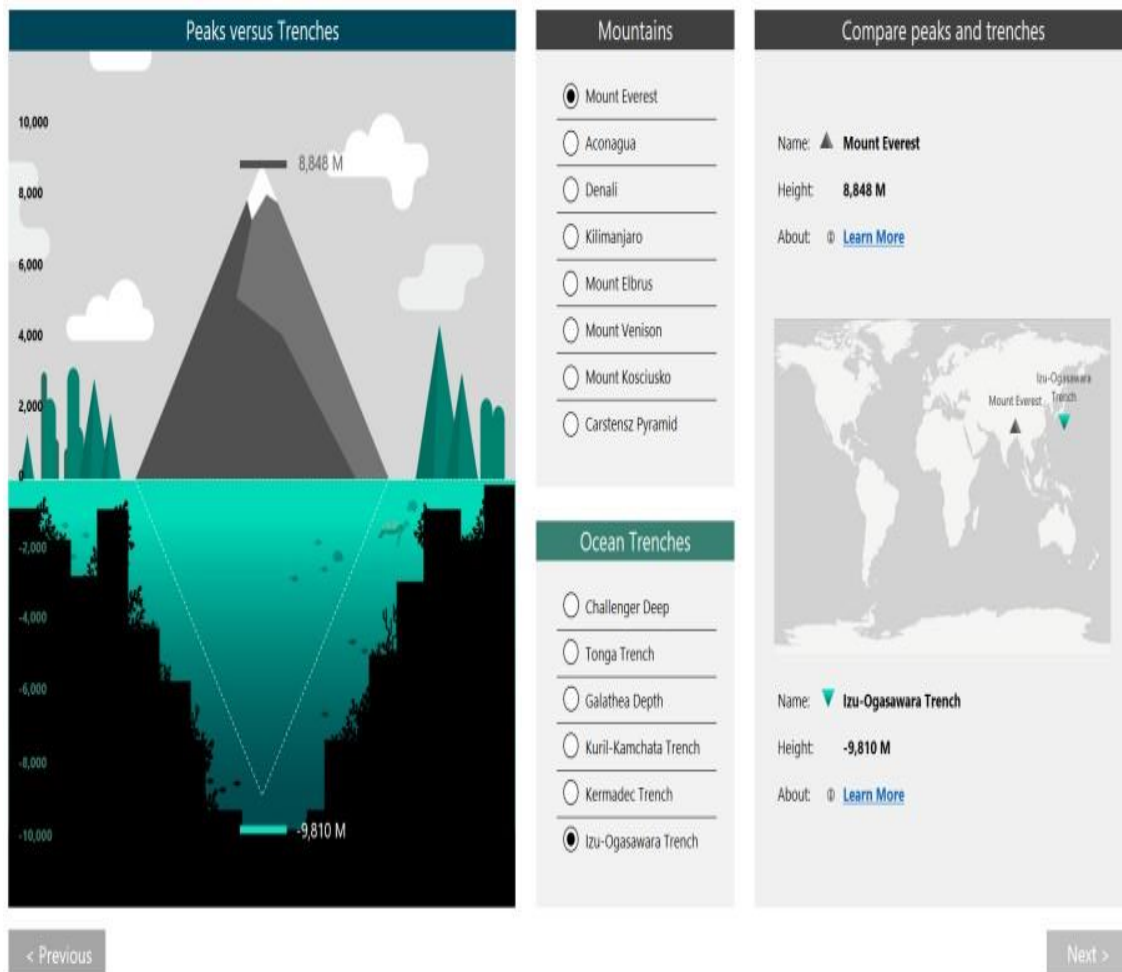 Peaks versus Trenches
10,000
8,848 M
8,000
6,000
4,000
2,000
0
-2,000
-4,000
-6,000
-8,000
-10,000
-9,810 M
Mountains
Mount Everest
Aconagua
Denali
Kilimanjaro
Mount Elbrus
Mount Venison
Mount Kosciusko
Carstensz Pyramid
Ocean Trenches
Challenger Deep
Tonga Trench
Galathea Depth
Kuril-Kamchata Trench
Kermadec Trench
Izu-Ogasawara Trench
Compare peaks and trenches
Name: Mount Everest
Height: 8,848 M
About: Learn More
Izu-Ogasawara
Trench
Mount Everest
Name: Izu-Ogasawara Trench
Height: -9,810 M
About: Learn More
< Previous
Next >